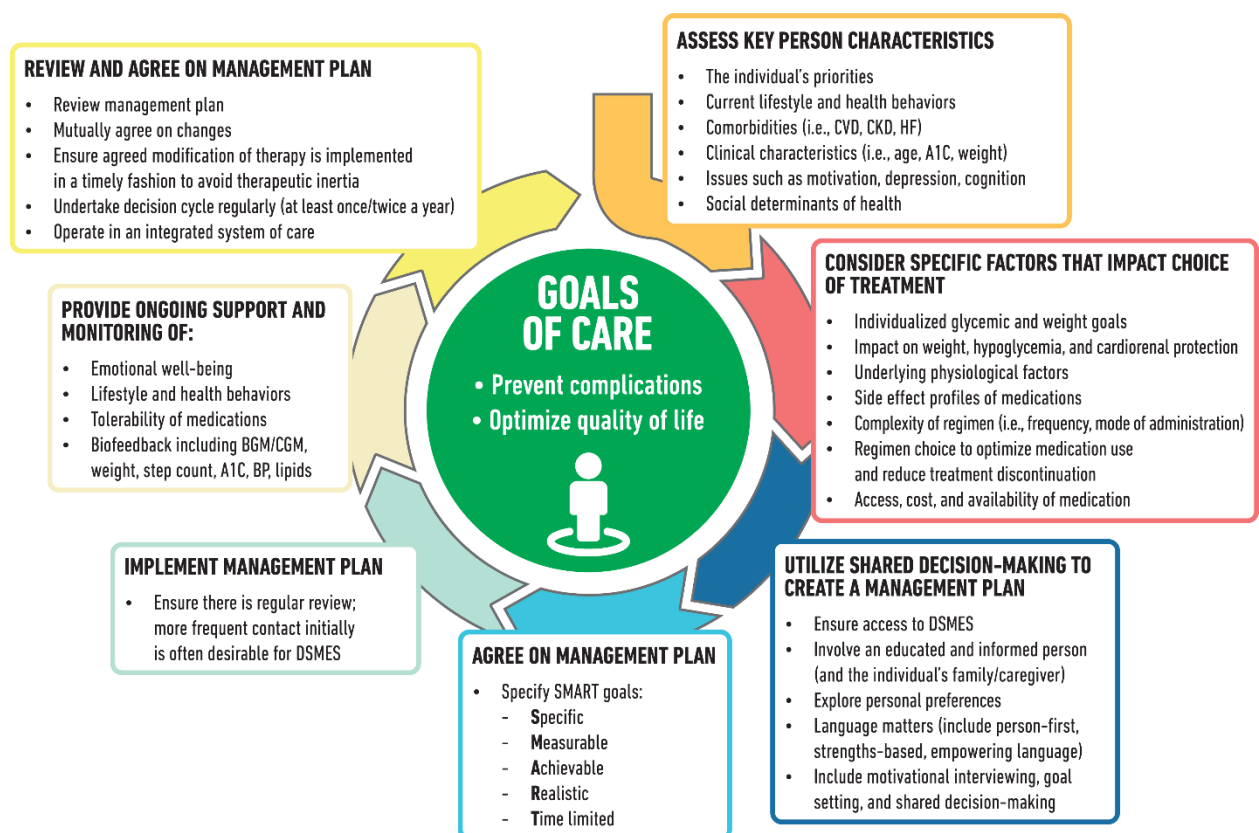 GOALS
OF CARE
• Prevent complications
• Optimize quality of life
ASSESS KEY PERSON CHARACTERISTICS
• The individual's priorities
• Current lifestyle and health behaviors
• Comorbidities (i.e., CVD, CKD, HF)
• Clinical characteristics (i.e., age, A1C, weight)
• Issues such as motivation, depression, cognition
• Social determinants of health
CONSIDER SPECIFIC FACTORS THAT IMPACT CHOICE
OF TREATMENT
• Individualized glycemic and weight goals
• Impact on weight, hypoglycemia, and cardiorenal protection
• Underlying physiological factors
• Side effect profiles of medications
• Complexity of regimen (i.e., frequency, mode of administration)
• Regimen choice to optimize medication use
and reduce treatment discontinuation
• Access, cost, and availability of medication
UTILIZE SHARED DECISION-MAKING TO
CREATE A MANAGEMENT PLAN
• Ensure access to DSMES
• Involve an educated and informed person
(and the individual's family/caregiver)
• Explore personal preferences
• Language matters (include person-first,
strengths-based, empowering language)
• Include motivational interviewing, goal
setting, and shared decision-making
AGREE ON MANAGEMENT PLAN
• Specify SMART goals:
- Specific
- Measurable
- Achievable
- Realistic
- Time limited
IMPLEMENT MANAGEMENT PLAN
• Ensure there is regular review;
more frequent contact initially
is often desirable for DSMES
PROVIDE ONGOING SUPPORT AND
MONITORING OF:
• Emotional well-being
• Lifestyle and health behaviors
• Tolerability of medications
• Biofeedback including BGM/CGM,
weight, step count, A1C, BP, lipids
REVIEW AND AGREE ON MANAGEMENT PLAN
• Review management plan
• Mutually agree on changes
• Ensure agreed modification of therapy is implemented
in a timely fashion to avoid therapeutic inertia
• Undertake decision cycle regularly (at least once/twice a year)
• Operate in an integrated system of care